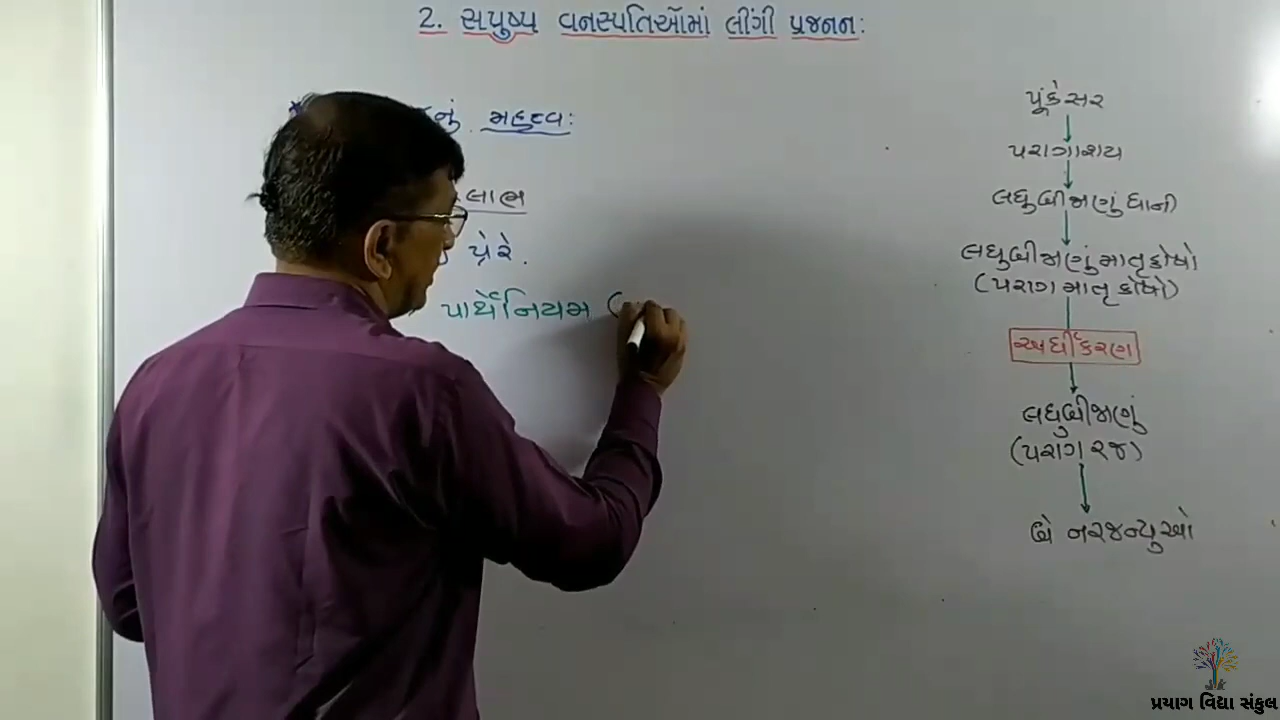 2. સપુષ્પ વનસ્પતિઓમાં લીંગી પ્રજનન:
નું મહત્વ:
લાભ
પ્રેરે.
પાર્થેનિયમ (
પૂંકેસર
પરાગાશય
લઘુબીજાણુંધાની
લઘુબીજાણુંમાતૃકોષો
(પરાગ માતૃકોષો)
અર્ધીકરણ
લઘુબીજાણું
(પરાગરજ)
બે નરજન્યુઓ
પ્રયાગ વિદ્યા સંકુલ